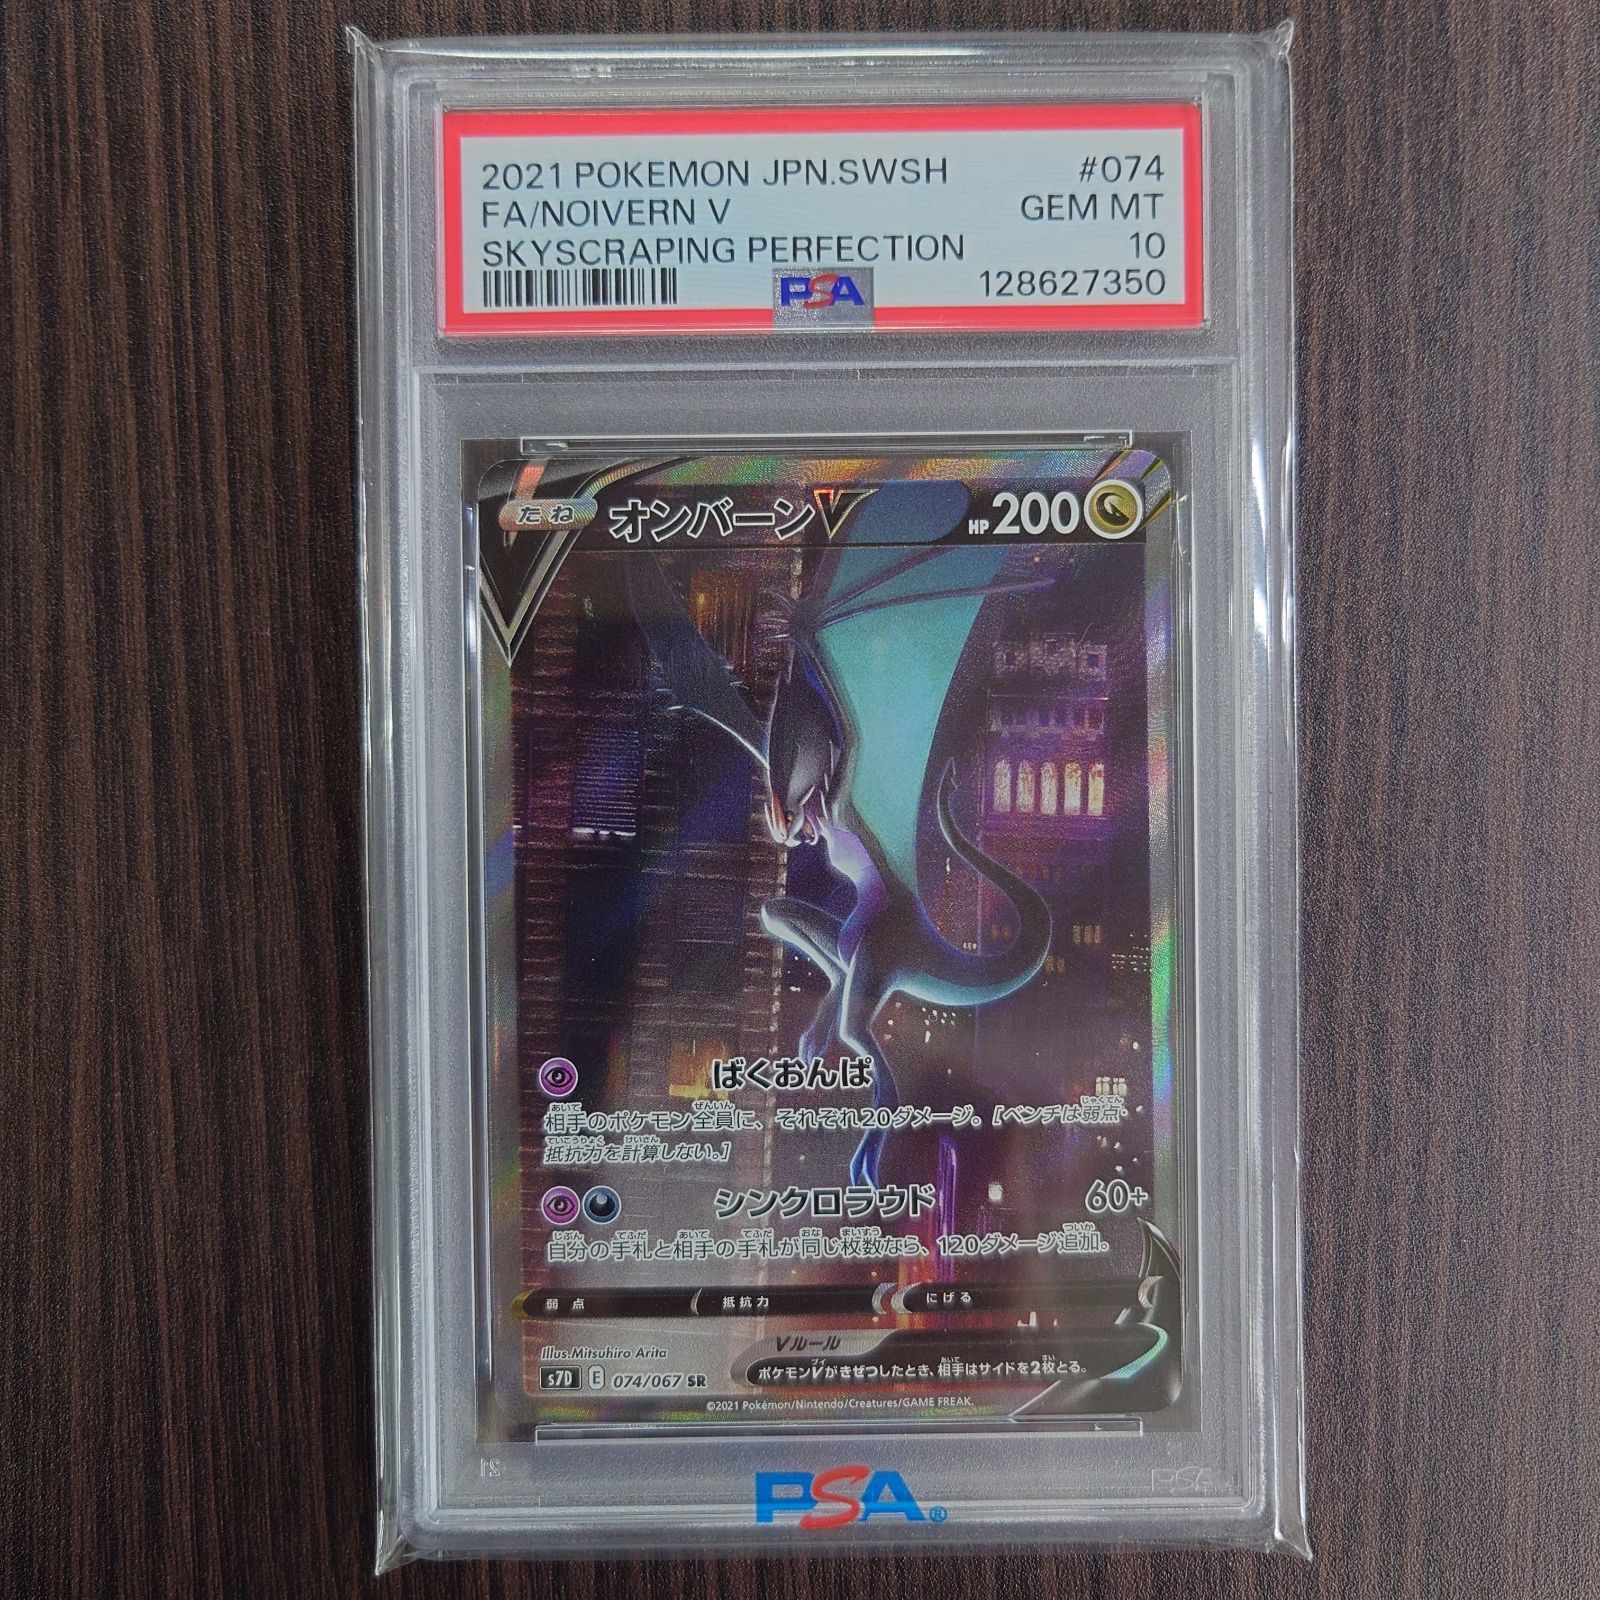 2021 POKEMON JPN.SWSH #074
FA/NOIVERN V GEM MT
SKYSCRAPING PERFECTION 10
PSA 128627350
たね オンバーンV HP 200
ばくおんぱ
相手のポケモン全員に、それぞれ20ダメージ。[ベンチは弱点・
抵抗力を計算しない。]
シンクロラウド 60+
自分の手札と相手の手札が同じ枚数なら、120ダメージ追加。
弱点 抵抗力 にげる
Vルール
ポケモンVがきぜつしたとき、相手はサイドを2枚とる。
Illus.Mitsuhiro Arita
s7D E 074/067 SR
©2021 Pokémon/Nintendo/Creatures/GAME FREAK.
PSA®